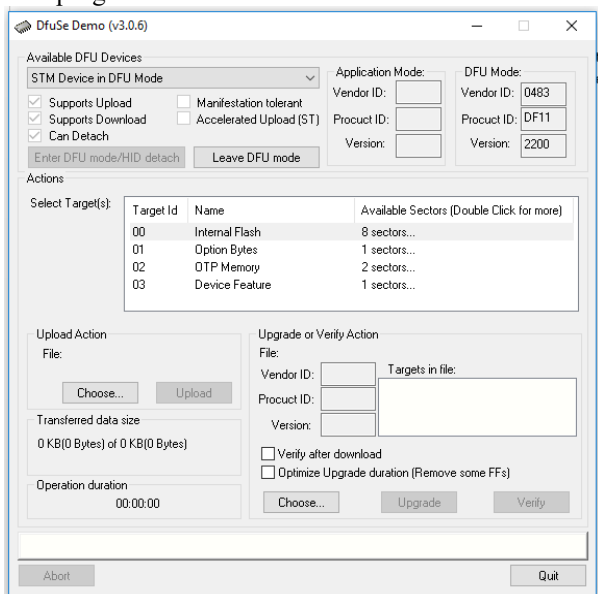 DfuSe Demo (v3.0.6)
Available DFU Devices
STM Device in DFU Mode
Supports Upload
Manifestation tolerant
Supports Download
Accelerated Upload (ST)
Can Detach
Enter DFU mode/HID detach
Leave DFU mode
Application Mode:
Vendor ID:
Procuct ID:
Version:
DFU Mode:
Vendor ID: 0483
Procuct ID: DF11
Version: 2200
Actions
Select Target(s):
Target Id Name Available Sectors (Double Click for more)
00 Internal Flash 8 sectors...
01 Option Bytes 1 sectors...
02 OTP Memory 2 sectors...
03 Device Feature 1 sectors...
Upload Action
File:
Choose... Upload
Transferred data size
0 KB(0 Bytes) of 0 KB(0 Bytes)
Operation duration
00:00:00
Upgrade or Verify Action
File:
Vendor ID:
Targets in file:
Procuct ID:
Version:
Verify after download
Optimize Upgrade duration (Remove some FFs)
Choose... Upgrade Verify
Abort Quit